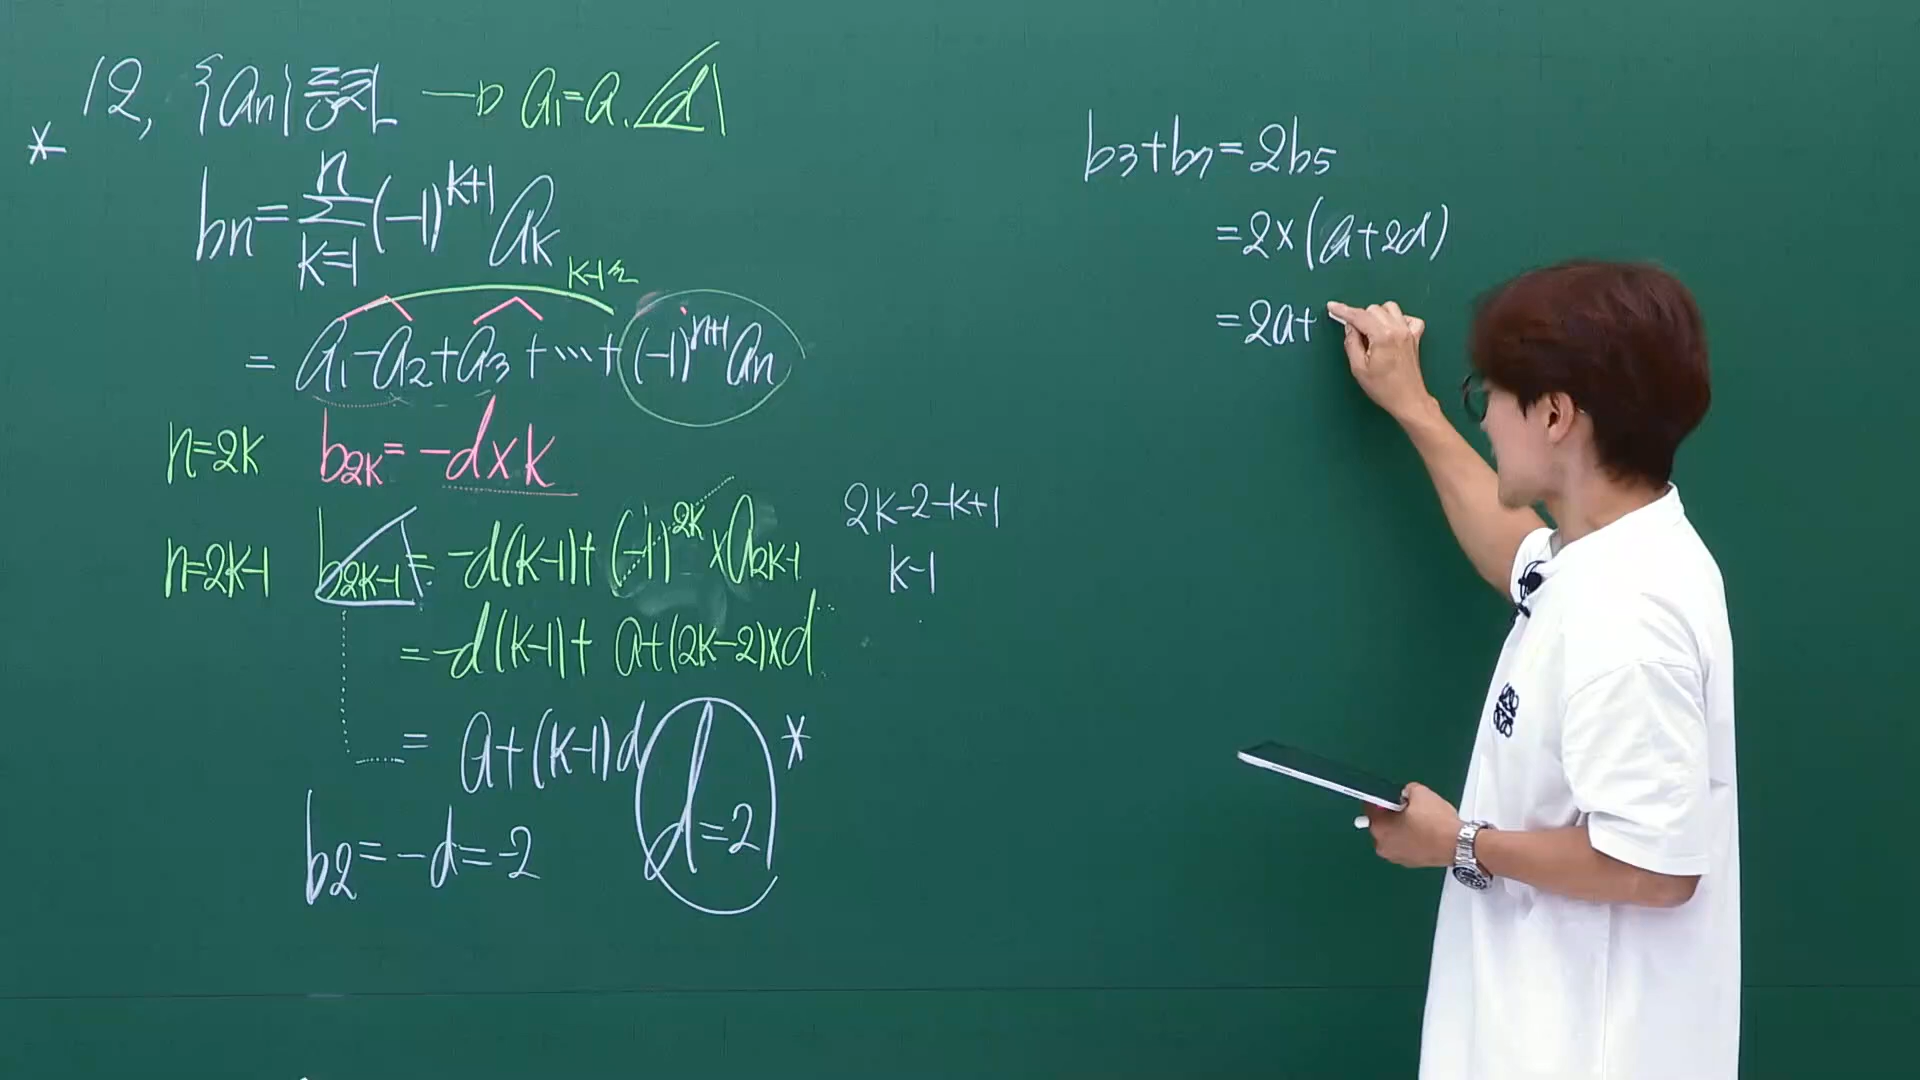 12, {an} 등차 → a1=a. d
* bn = n Σ k=1 (-1)^k+1 ak
k-1군
= a1-a2+a3+…+(-1)^n+1 an
n=2k b2k=-d×k
n=2k-1 b2k-1=-d(k-1)+(-1)^2k×a2k-1
=-d(k-1)+a+(2k-2)×d
=a+(k-1)d
b2=-d=-2 d=2 *
2k-2-k+1
k-1
b3+b7=2b5
=2×(a+2d)
=2a+